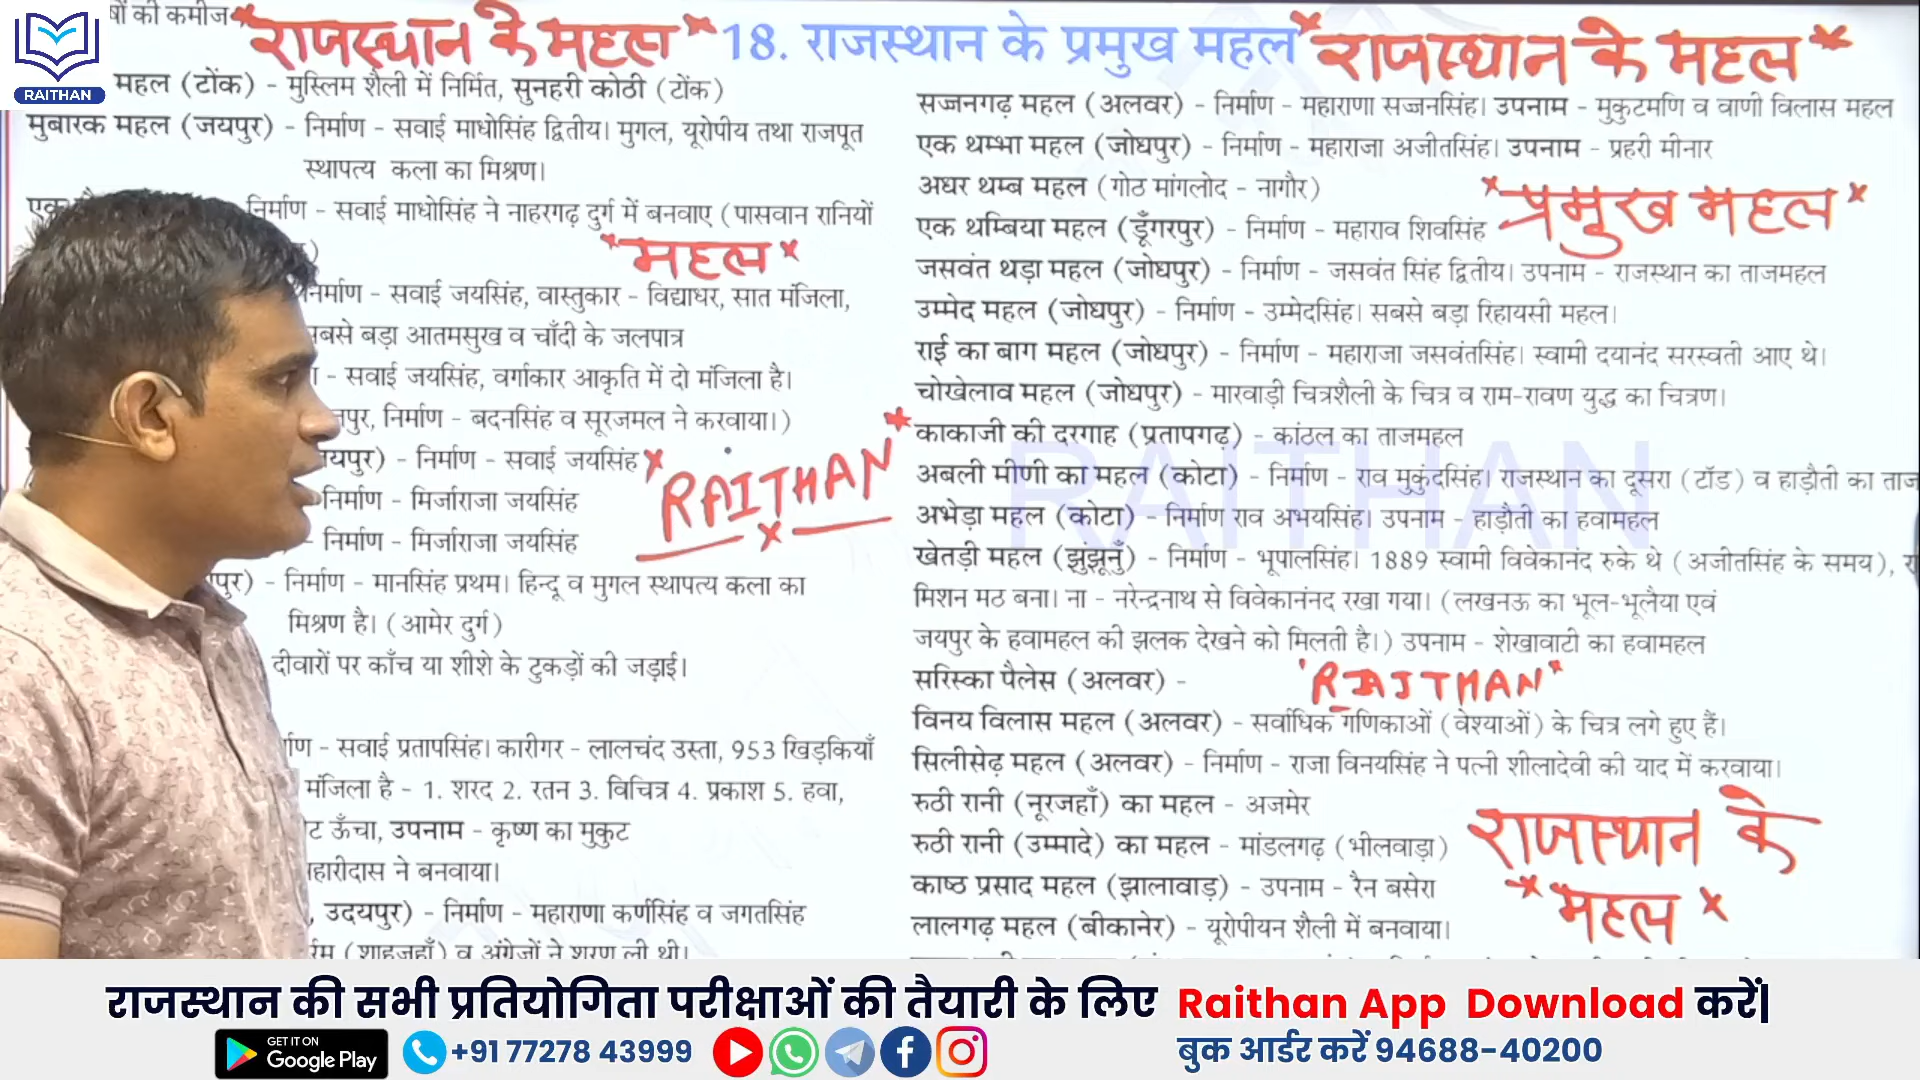 षों की कमीज
राजस्थान के महल
18. राजस्थान के प्रमुख महल
राजस्थान के महल
RAITHAN
महल (टोंक) - मुस्लिम शैली में निर्मित, सुनहरी कोठी (टोंक)
मुबारक महल (जयपुर) - निर्माण - सवाई माधोसिंह द्वितीय। मुगल, यूरोपीय तथा राजपूत
स्थापत्य कला का मिश्रण।
निर्माण - सवाई माधोसिंह ने नाहरगढ़ दुर्ग में बनवाए (पासवान रानियों
महल
निर्माण - सवाई जयसिंह, वास्तुकार - विद्याधर, सात मंजिला,
बसे बड़ा आतमसुख व चाँदी के जलपात्र
- सवाई जयसिंह, वर्गाकार आकृति में दो मंजिला है।
पुर, निर्माण - बदनसिंह व सूरजमल ने करवाया।)
यपुर) - निर्माण - सवाई जयसिंह
RAITHAN
निर्माण - मिर्जाराजा जयसिंह
- निर्माण - मिर्जाराजा जयसिंह
पुर) - निर्माण - मानसिंह प्रथम। हिन्दू व मुगल स्थापत्य कला का
मिश्रण है। (आमेर दुर्ग)
दीवारों पर काँच या शीशे के टुकड़ों की जड़ाई।
र्माण - सवाई प्रतापसिंह। कारीगर - लालचंद उस्ता, 953 खिड़कियाँ
मंजिला है - 1. शरद 2. रतन 3. विचित्र 4. प्रकाश 5. हवा,
ट ऊँचा, उपनाम - कृष्ण का मुकुट
हारीदास ने बनवाया।
, उदयपुर) - निर्माण - महाराणा कर्णसिंह व जगतसिंह
र्रम (शाहजहाँ) व अंग्रेजों ने शरण ली थी।
सज्जनगढ़ महल (अलवर) - निर्माण - महाराणा सज्जनसिंह। उपनाम - मुकुटमणि व वाणी विलास महल
एक थम्भा महल (जोधपुर) - निर्माण - महाराजा अजीतसिंह। उपनाम - प्रहरी मीनार
अधर थम्ब महल (गोठ मांगलोद - नागौर)
प्रमुख महल
एक थम्बिया महल (डूँगरपुर) - निर्माण - महाराव शिवसिंह
जसवंत थड़ा महल (जोधपुर) - निर्माण - जसवंत सिंह द्वितीय। उपनाम - राजस्थान का ताजमहल
उम्मेद महल (जोधपुर) - निर्माण - उम्मेदसिंह। सबसे बड़ा रिहायसी महल।
राई का बाग महल (जोधपुर) - निर्माण - महाराजा जसवंतसिंह। स्वामी दयानंद सरस्वती आए थे।
चोखेलाव महल (जोधपुर) - मारवाड़ी चित्रशैली के चित्र व राम-रावण युद्ध का चित्रण।
काकाजी की दरगाह (प्रतापगढ़) - कांठल का ताजमहल
अबली मीणी का महल (कोटा) - निर्माण - राव मुकुंदसिंह। राजस्थान का दूसरा (टॉड) व हाड़ौती का ताज
RAITHAN
अभेड़ा महल (कोटा) - निर्माण राव अभयसिंह। उपनाम - हाड़ौती का हवामहल
खेतड़ी महल (झुझूनुँ) - निर्माण - भूपालसिंह। 1889 स्वामी विवेकानंद रुके थे (अजीतसिंह के समय),
मिशन मठ बना। ना - नरेन्द्रनाथ से विवेकानंनद रखा गया। (लखनऊ का भूल-भूलैया एवं
जयपुर के हवामहल की झलक देखने को मिलती है।) उपनाम - शेखावाटी का हवामहल
सरिस्का पैलेस (अलवर) -
RAITHAN
विनय विलास महल (अलवर) - सर्वाधिक गणिकाओं (वेश्याओं) के चित्र लगे हुए हैं।
सिलीसेढ़ महल (अलवर) - निर्माण - राजा विनयसिंह ने पत्नी शीलादेवी की याद में करवाया।
रुठी रानी (नूरजहाँ) का महल - अजमेर
रुठी रानी (उम्मादे) का महल - मांडलगढ़ (भीलवाड़ा)
काष्ठ प्रसाद महल (झालावाड़) - उपनाम - रैन बसेरा
लालगढ़ महल (बीकानेर) - यूरोपीयन शैली में बनवाया।
राजस्थान के
महल
राजस्थान की सभी प्रतियोगिता परीक्षाओं की तैयारी के लिए Raithan App Download करें|
GET IT ON
Google Play
+91 77278 43999
बुक आर्डर करें 94688-40200